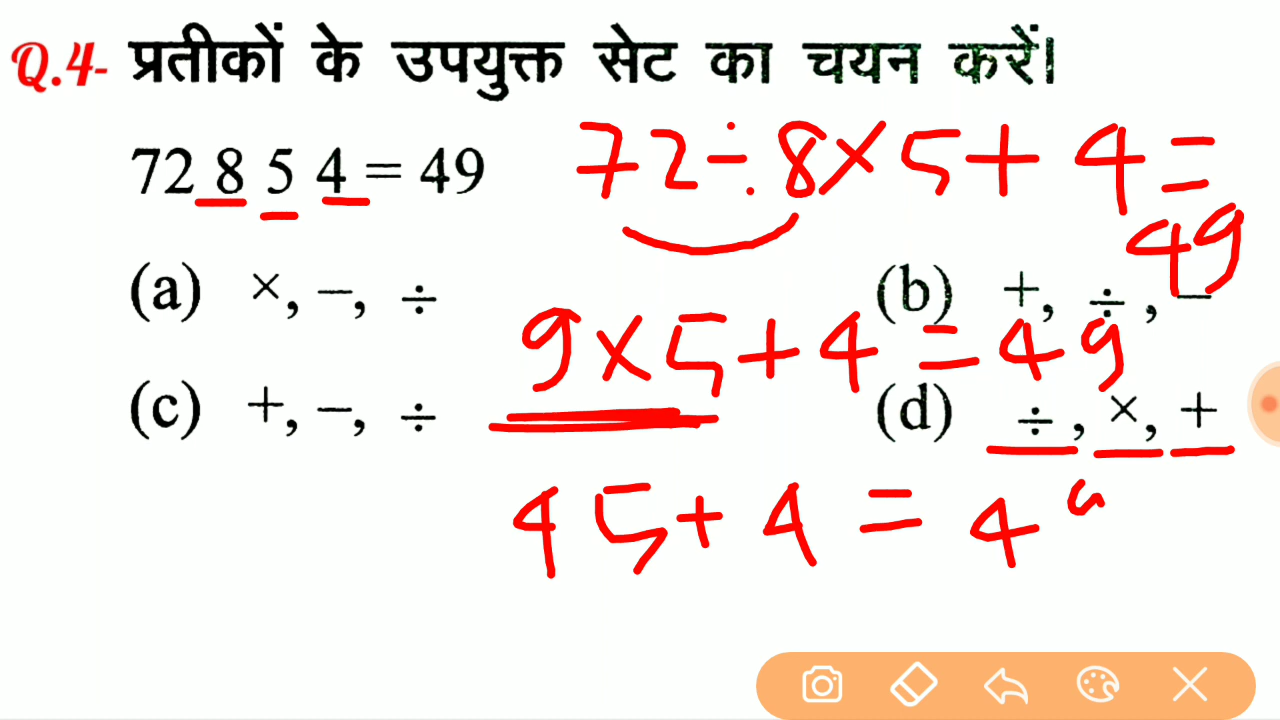 Q.4- प्रतीकों के उपयुक्त सेट का चयन करें।
72 8 5 4 = 49
72 ÷ 8 × 5 + 4 =
49
(a) ×, –, ÷
(b) +, ÷, –
9 × 5 + 4 = 49
(c) +, –, ÷
(d) ÷, ×, +
45 + 4 = 4